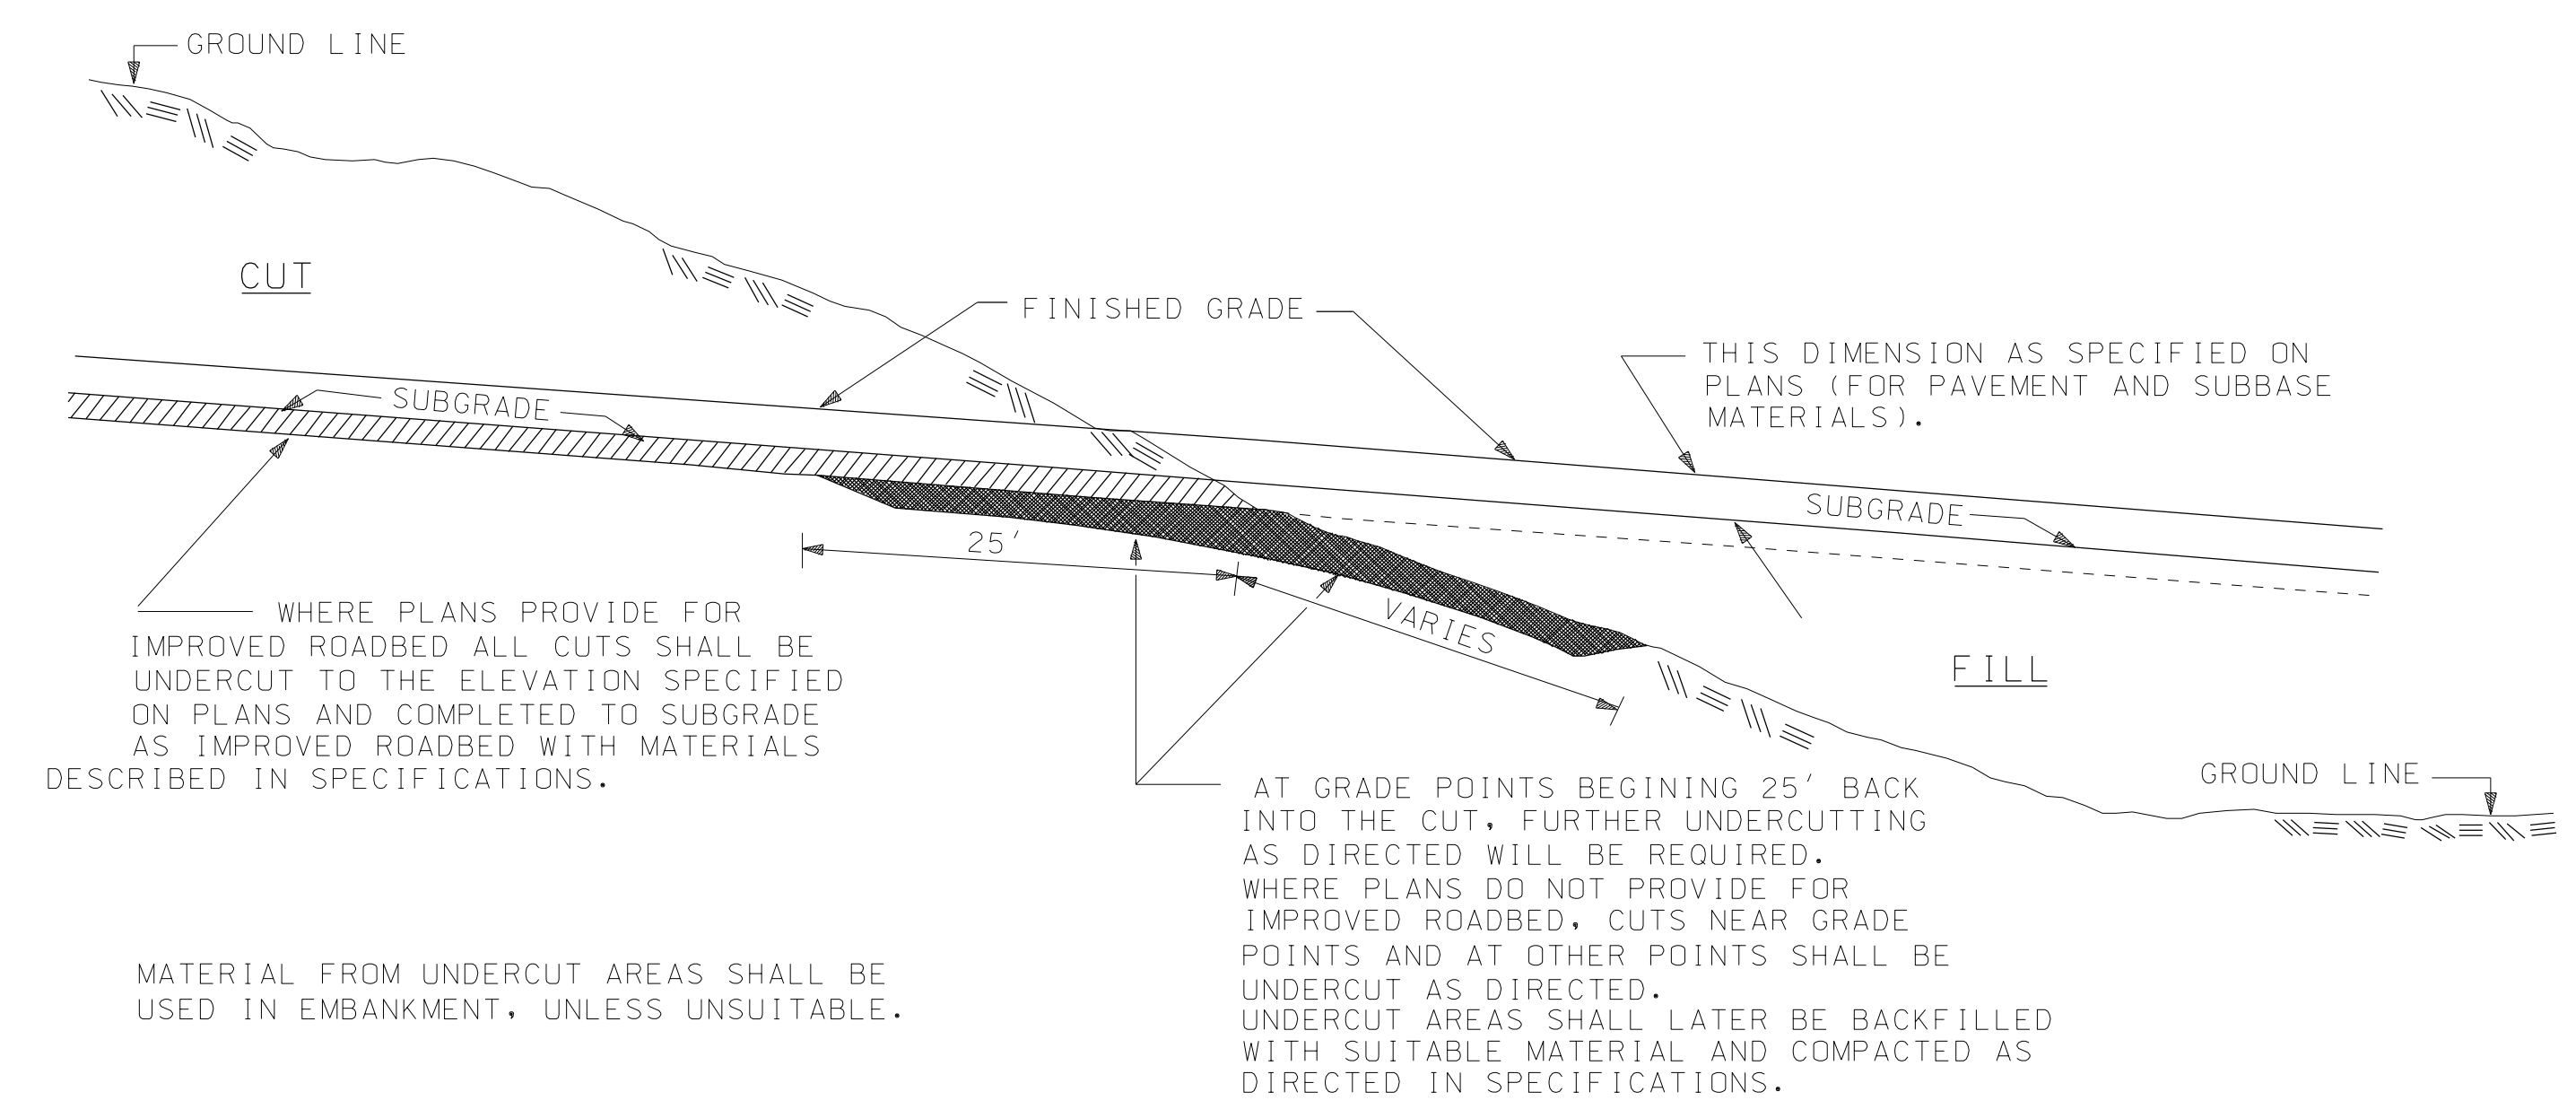 GROUND LINE
CUT
FINISHED GRADE
THIS DIMENSION AS SPECIFIED ON
PLANS (FOR PAVEMENT AND SUBBASE
MATERIALS).
SUBGRADE
SUBGRADE
25'
VARIES
FILL
WHERE PLANS PROVIDE FOR
IMPROVED ROADBED ALL CUTS SHALL BE
UNDERCUT TO THE ELEVATION SPECIFIED
ON PLANS AND COMPLETED TO SUBGRADE
AS IMPROVED ROADBED WITH MATERIALS
DESCRIBED IN SPECIFICATIONS.
GROUND LINE
AT GRADE POINTS BEGINING 25' BACK
INTO THE CUT, FURTHER UNDERCUTTING
AS DIRECTED WILL BE REQUIRED.
WHERE PLANS DO NOT PROVIDE FOR
IMPROVED ROADBED, CUTS NEAR GRADE
POINTS AND AT OTHER POINTS SHALL BE
UNDERCUT AS DIRECTED.
UNDERCUT AREAS SHALL LATER BE BACKFILLED
WITH SUITABLE MATERIAL AND COMPACTED AS
DIRECTED IN SPECIFICATIONS.
MATERIAL FROM UNDERCUT AREAS SHALL BE
USED IN EMBANKMENT, UNLESS UNSUITABLE.